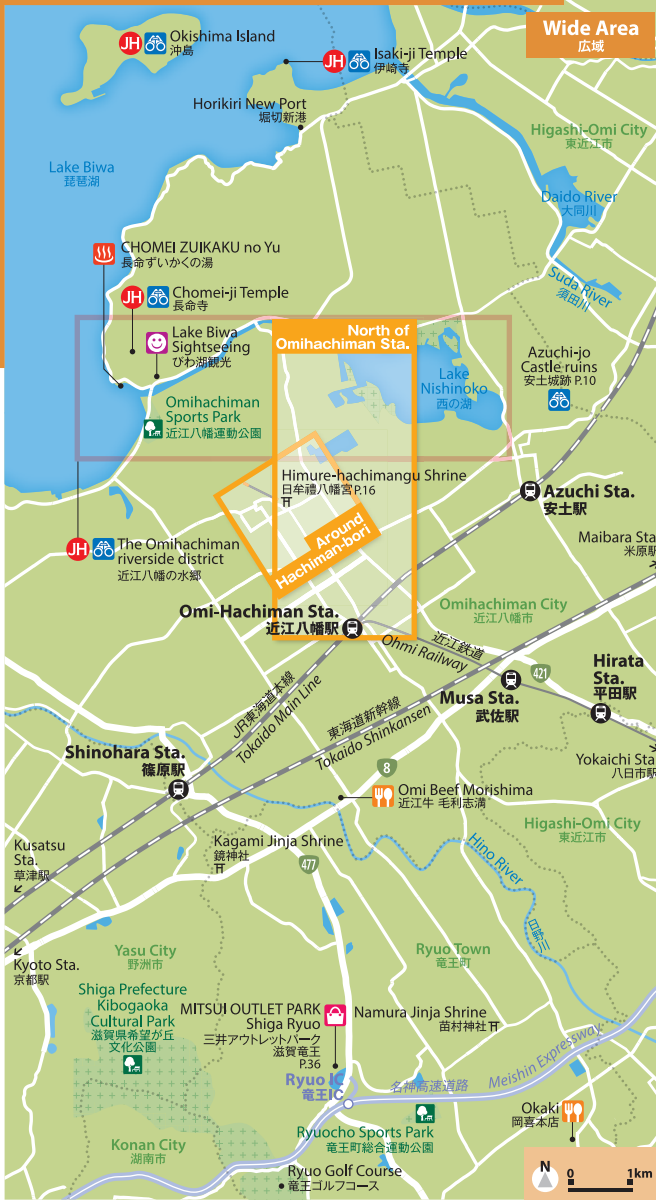 Wide Area
広域
JH
Okishima Island
沖島
JH
Isaki-ji Temple
伊崎寺
Horikiri New Port
堀切新港
Higashi-Omi City
東近江市
Lake Biwa
琵琶湖
Daido River
大同川
CHOMEI ZUIKAKU no Yu
長命ずいかくの湯
Suda River
須田川
JH
Chomei-ji Temple
長命寺
Lake Biwa
Sightseeing
びわ湖観光
North of
Omihachiman Sta.
Azuchi-jo
Castle ruins
安土城跡 P.10
Lake
Nishinoko
西の湖
Omihachiman
Sports Park
近江八幡運動公園
Himure-hachimangu Shrine
日牟禮八幡宮 P.16
Azuchi Sta.
安土駅
Around
Hachiman-bori
Maibara Sta
米原駅
JH
The Omihachiman
riverside district
近江八幡の水郷
Omihachiman City
近江八幡市
Omi-Hachiman Sta.
近江八幡駅
近江鉄道
Ohmi Railway
421
Hirata
Sta.
平田駅
Musa Sta.
武佐駅
JR東海道本線
Tokaido Main Line
東海道新幹線
Tokaido Shinkansen
Yokaichi Sta
八日市駅
Shinohara Sta.
篠原駅
8
Omi Beef Morishima
近江牛 毛利志満
Higashi-Omi City
東近江市
Kusatsu
Sta.
草津駅
Kagami Jinja Shrine
鏡神社
477
Hino River
日野川
Yasu City
野洲市
Kyoto Sta.
京都駅
Ryuo Town
竜王町
Shiga Prefecture
Kibogaoka
Cultural Park
滋賀県希望が丘
文化公園
MITSUI OUTLET PARK
Shiga Ryuo
三井アウトレットパーク
滋賀竜王
P.36
Namura Jinja Shrine
苗村神社
Ryuo IC
竜王IC
名神高速道路
Meishin Expressway
Okaki
岡喜本店
Ryuocho Sports Park
竜王町総合運動公園
Konan City
湖南市
Ryuo Golf Course
竜王ゴルフコース
N
0 1km